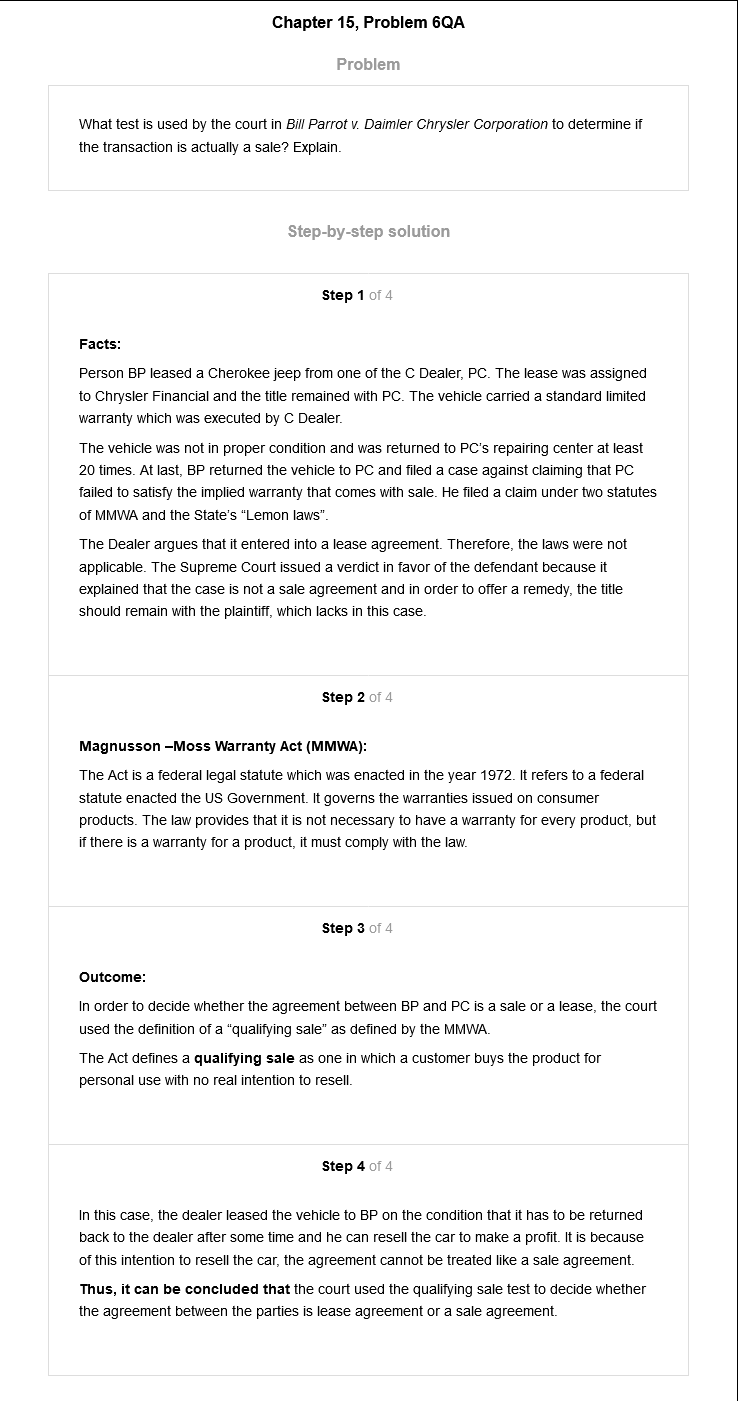 Chapter 15, Problem 6QA
Problem
What test is used by the court in Bill Parrot v. Daimler Chrysler Corporation to determine if
the transaction is actually a sale? Explain.
Step-by-step solution
Step 1 of 4
Facts:
Person BP leased a Cherokee jeep from one of the C Dealer, PC. The lease was assigned
to Chrysler Financial and the title remained with PC. The vehicle carried a standard limited
warranty which was executed by C Dealer.
The vehicle was not in proper condition and was returned to PC's repairing center at least
20 times. At last, BP returned the vehicle to PC and filed a case against claiming that PC
failed to satisfy the implied warranty that comes with sale. He filed a claim under two statutes
of MMWA and the State's “Lemon laws”.
The Dealer argues that it entered into a lease agreement. Therefore, the laws were not
applicable. The Supreme Court issued a verdict in favor of the defendant because it
explained that the case is not a sale agreement and in order to offer a remedy, the title
should remain with the plaintiff, which lacks in this case.
Step 2 of 4
Magnusson –Moss Warranty Act (MMWA):
The Act is a federal legal statute which was enacted in the year 1972. It refers to a federal
statute enacted the US Government. It governs the warranties issued on consumer
products. The law provides that it is not necessary to have a warranty for every product, but
if there is a warranty for a product, it must comply with the law.
Step 3 of 4
Outcome:
In order to decide whether the agreement between BP and PC is a sale or a lease, the court
used the definition of a “qualifying sale” as defined by the MMWA.
The Act defines a qualifying sale as one in which a customer buys the product for
personal use with no real intention to resell.
Step 4 of 4
In this case, the dealer leased the vehicle to BP on the condition that it has to be returned
back to the dealer after some time and he can resell the car to make a profit. It is because
of this intention to resell the car, the agreement cannot be treated like a sale agreement.
Thus, it can be concluded that the court used the qualifying sale test to decide whether
the agreement between the parties is lease agreement or a sale agreement.